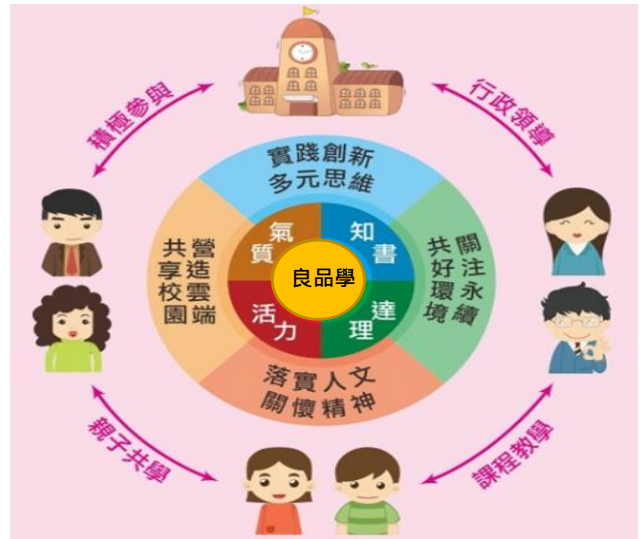 積極參與
行政領導
實踐創新
多元思維
營造雲端
共享校園
氣質
知書
關注永續
共好環境
良品學
活力
達理
落實人文
關懷精神
親子共學
課程教學